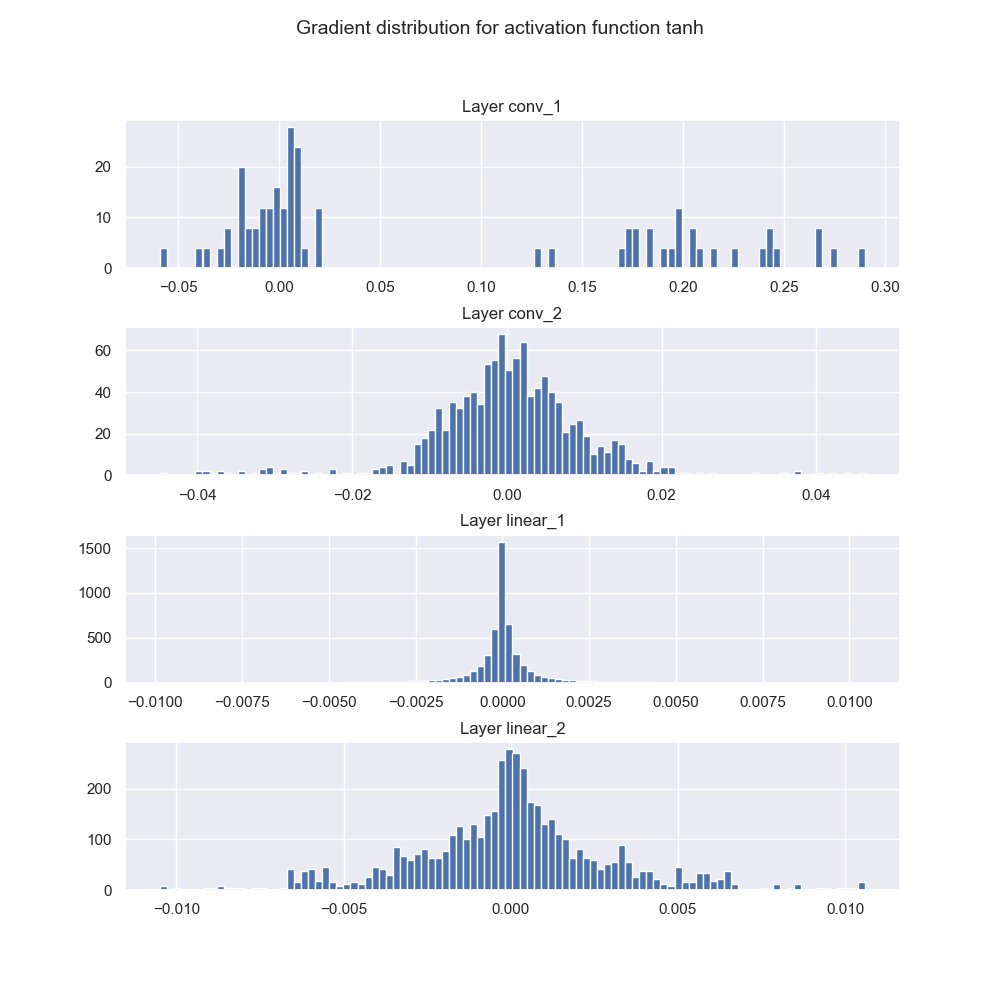 Gradient distribution for activation function tanh
Layer conv_1
20
10
0
−0.05 0.00 0.05 0.10 0.15 0.20 0.25 0.30
Layer conv_2
60
40
20
0
−0.04 −0.02 0.00 0.02 0.04
Layer linear_1
1500
1000
500
0
−0.0100 −0.0075 −0.0050 −0.0025 0.0000 0.0025 0.0050 0.0075 0.0100
Layer linear_2
200
100
0
−0.010 −0.005 0.000 0.005 0.010